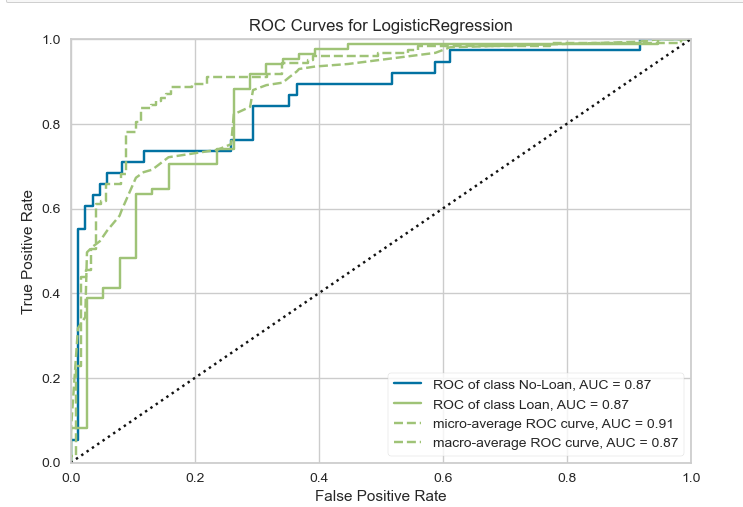 ROC Curves for LogisticRegression
1.0
0.8
0.6
0.4
0.2
0.0
True Positive Rate
ROC of class No-Loan, AUC = 0.87
ROC of class Loan, AUC = 0.87
micro-average ROC curve, AUC = 0.91
macro-average ROC curve, AUC = 0.87
0.0 0.2 0.4 0.6 0.8 1.0
False Positive Rate